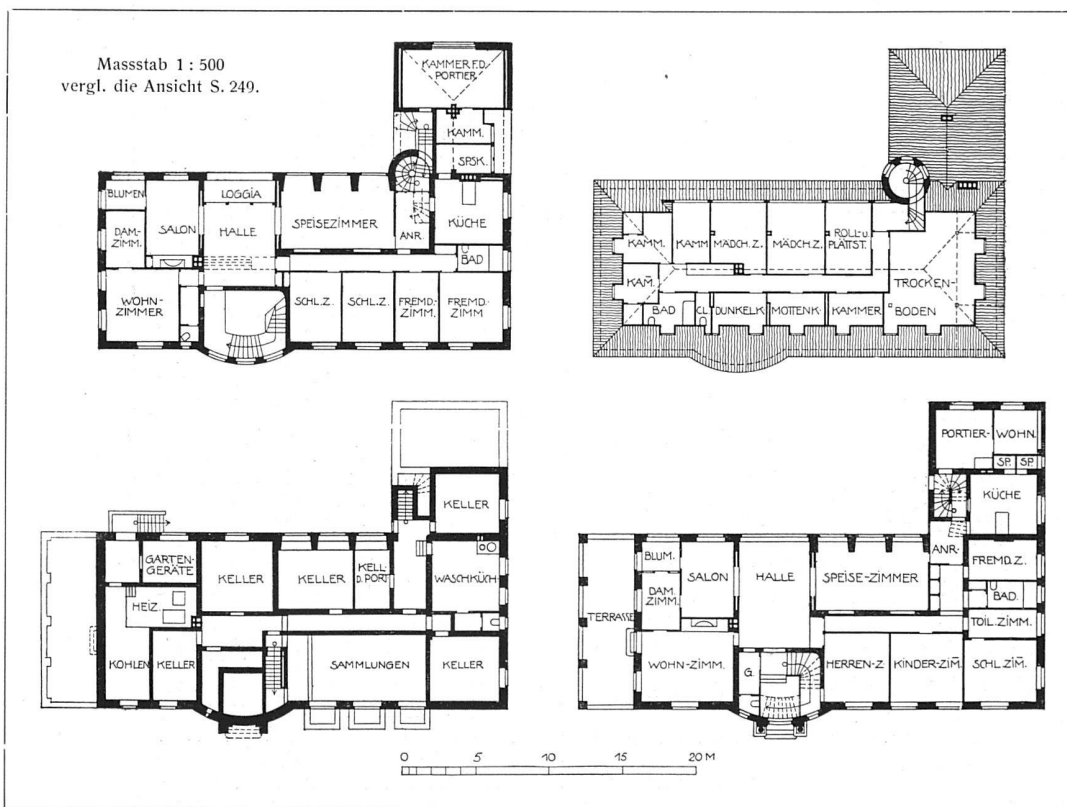 Massstab 1 : 500
vergl. die Ansicht S. 249.
KAMMER F. D.
PORTIER
KAMM.
SPSK.
BLUMEN
LOGGIA
DAM-
ZIMM.
SALON
HALLE
SPEISEZIMMER
ANR.
KÜCHE
BAD
WOHN-
ZIMMER
SCHL.Z.
SCHL.Z.
FREMD-
ZIMM.
FREMD.-
ZIMM
KAMM.
KAMM
MÄDCH.Z.
MÄDCH.Z.
ROLL-U.
PLÄTTST.
KAM̅.
BAD
CL.
DUNKELK.
MOTTENK.
KAMMER
TROCKEN-
BODEN
KELLER
GARTEN-
GERÄTE
KELLER
KELLER
KELL.
D. PORT.
WASCHKÜCH.
HEIZ.
KOHLEN
KELLER
SAMMLUNGEN
KELLER
PORTIER-
WOHN.
SP.
SP.
KÜCHE
BLUM.
ANR.
FREMD.Z.
DAM.
ZIMM.
SALON
HALLE
SPEISE-ZIMMER
BAD.
TERRASSE
TOIL.ZIMM.
WOHN-ZIMM.
G.
HERREN-Z.
KINDER-ZIM̅.
SCHL.ZIM̅.
0 5 10 15 20 M